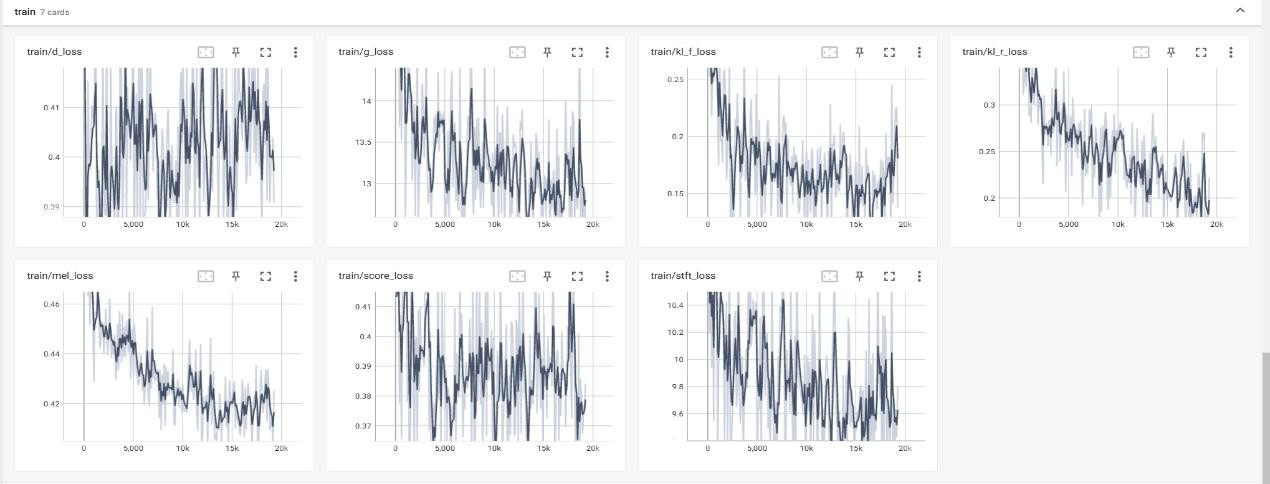 train 7 cards
train/d_loss
0.41
0.4
0.39
0 5,000 10k 15k 20k
train/g_loss
14
13.5
13
0 5,000 10k 15k 20k
train/kl_f_loss
0.25
0.2
0.15
0 5,000 10k 15k 20k
train/kl_r_loss
0.3
0.25
0.2
0 5,000 10k 15k 20k
train/mel_loss
0.46
0.44
0.42
0 5,000 10k 15k 20k
train/score_loss
0.41
0.4
0.39
0.38
0.37
0 5,000 10k 15k 20k
train/stft_loss
10.4
10.2
10
9.8
9.6
0 5,000 10k 15k 20k